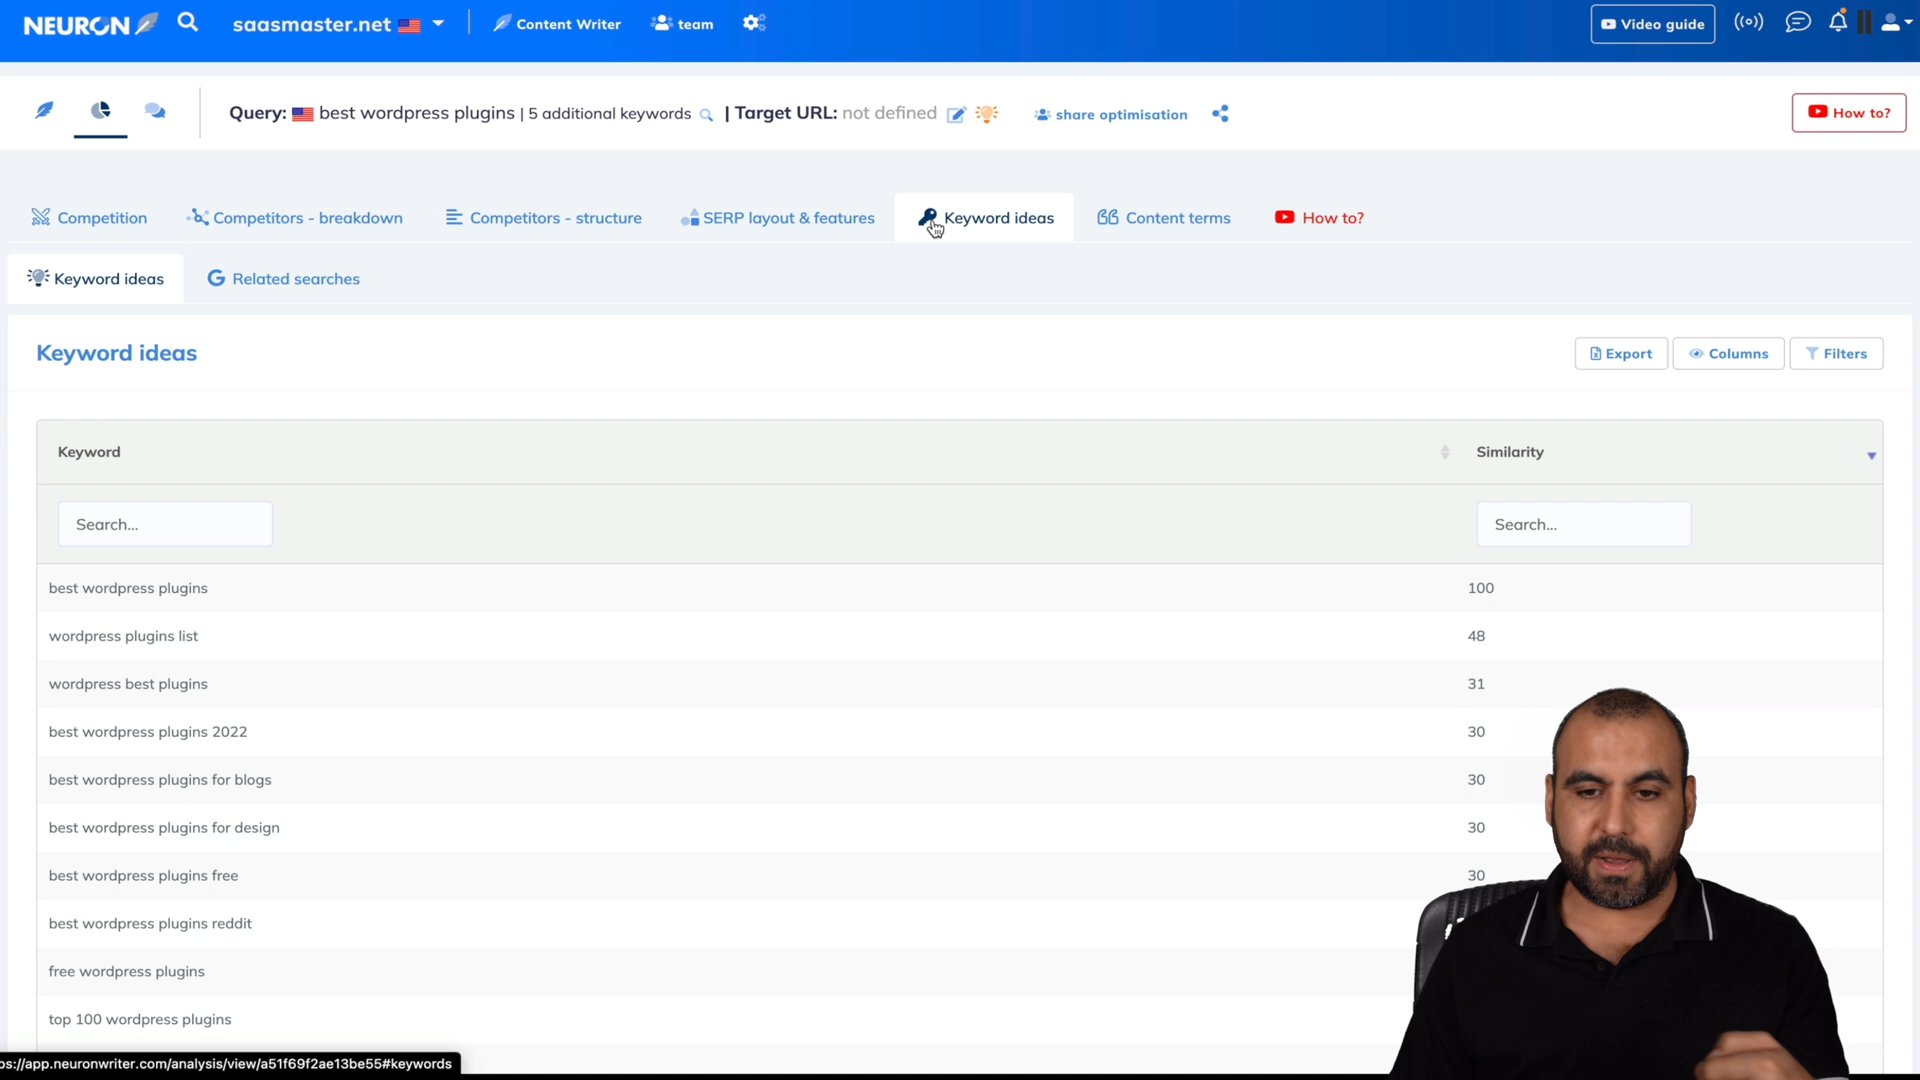 NEURON saasmaster.net Content Writer team Video guide
Query: best wordpress plugins | 5 additional keywords | Target URL: not defined share optimisation How to?
Competition Competitors - breakdown Competitors - structure SERP layout & features Keyword ideas Content terms How to?
Keyword ideas Related searches
Keyword ideas Export Columns Filters
Keyword Similarity
Search... Search...
best wordpress plugins 100
wordpress plugins list 48
wordpress best plugins 31
best wordpress plugins 2022 30
best wordpress plugins for blogs 30
best wordpress plugins for design 30
best wordpress plugins free 30
best wordpress plugins reddit
free wordpress plugins
top 100 wordpress plugins
ps://app.neuronwriter.com/analysis/view/a51f69f2ae13be55#keywords